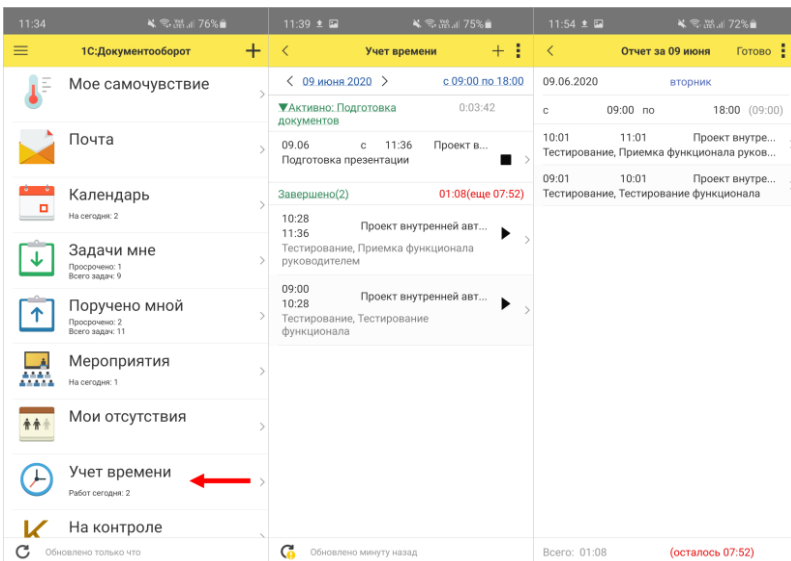 11:34
76%
1С:Документооборот
Мое самочувствие
Почта
Календарь
На сегодня: 2
Задачи мне
Просрочено: 1
Всего задач: 9
Поручено мной
Просрочено: 2
Всего задач: 11
Мероприятия
На сегодня: 1
Мои отсутствия
Учет времени
Работ сегодня: 2
На контроле
Обновлено только что
11:39
75%
Учет времени
09 июня 2020
с 09:00 по 18:00
▼Активно: Подготовка
документов
0:03:42
09.06 с 11:36 Проект в...
Подготовка презентации
Завершено(2)
01:08(еще 07:52)
10:28
11:36
Проект внутренней авт...
Тестирование, Приемка функционала
руководителем
09:00
10:28
Проект внутренней авт...
Тестирование, Тестирование
функционала
Обновлено минуту назад
11:54
72%
Отчет за 09 июня
Готово
09.06.2020 вторник
с 09:00 по 18:00 (09:00)
10:01 11:01 Проект внутре...
Тестирование, Приемка функционала руков...
09:01 10:01 Проект внутре...
Тестирование, Тестирование функционала
Всего: 01:08 (осталось 07:52)